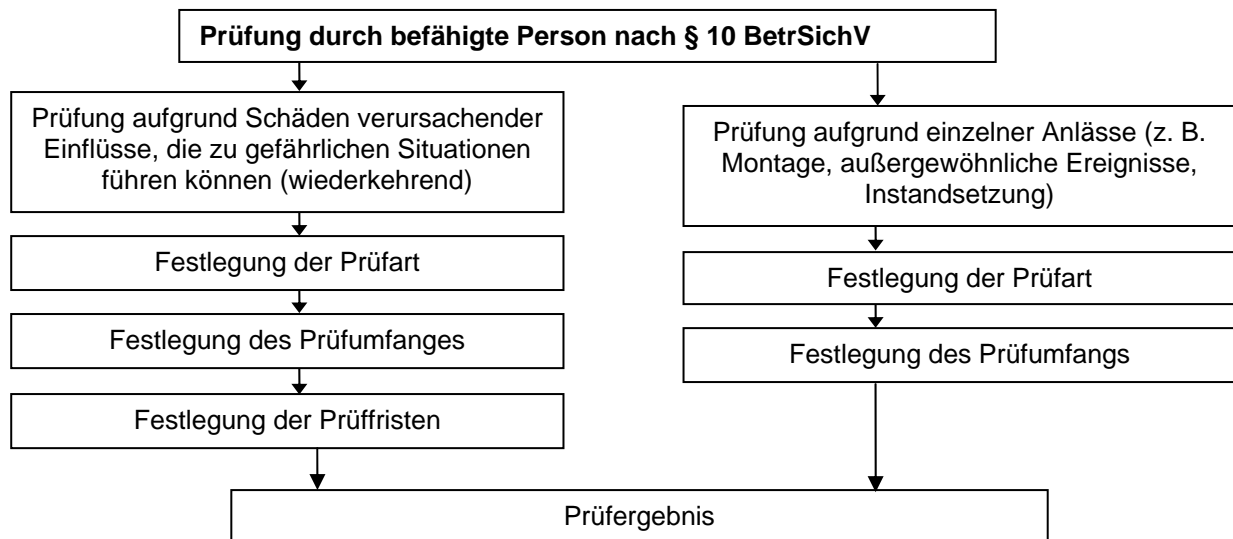 Prüfung durch befähigte Person nach § 10 BetrSichV
Prüfung aufgrund Schäden verursachender
Einflüsse, die zu gefährlichen Situationen
führen können (wiederkehrend)
Festlegung der Prüfart
Festlegung des Prüfumfanges
Festlegung der Prüffristen
Prüfung aufgrund einzelner Anlässe (z. B.
Montage, außergewöhnliche Ereignisse,
Instandsetzung)
Festlegung der Prüfart
Festlegung des Prüfumfangs
Prüfergebnis